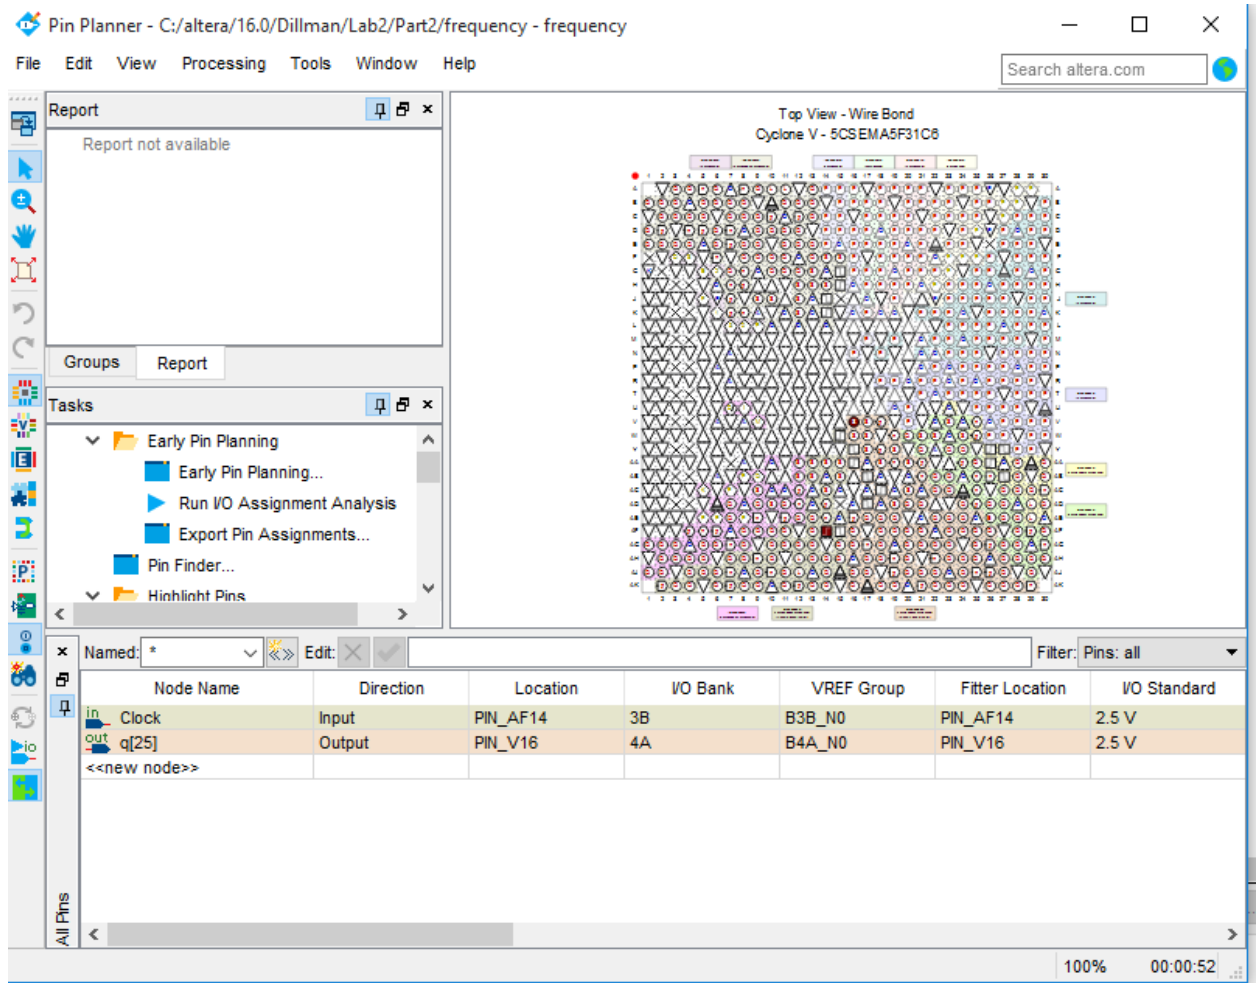 Pin Planner - C:/altera/16.0/Dillman/Lab2/Part2/frequency - frequency
File Edit View Processing Tools Window Help
Search altera.com
Report
Report not available
Groups Report
Tasks
Early Pin Planning
Early Pin Planning...
Run I/O Assignment Analysis
Export Pin Assignments...
Pin Finder...
Highlight Pins
Top View - Wire Bond
Cyclone V - 5CSEMA5F31C6
Named: * Edit: Filter: Pins: all
Node Name Direction Location I/O Bank VREF Group Fitter Location I/O Standard
in Clock Input PIN_AF14 3B B3B_N0 PIN_AF14 2.5 V
out q[25] Output PIN_V16 4A B4A_N0 PIN_V16 2.5 V
<<new node>>
All Pins
100% 00:00:52